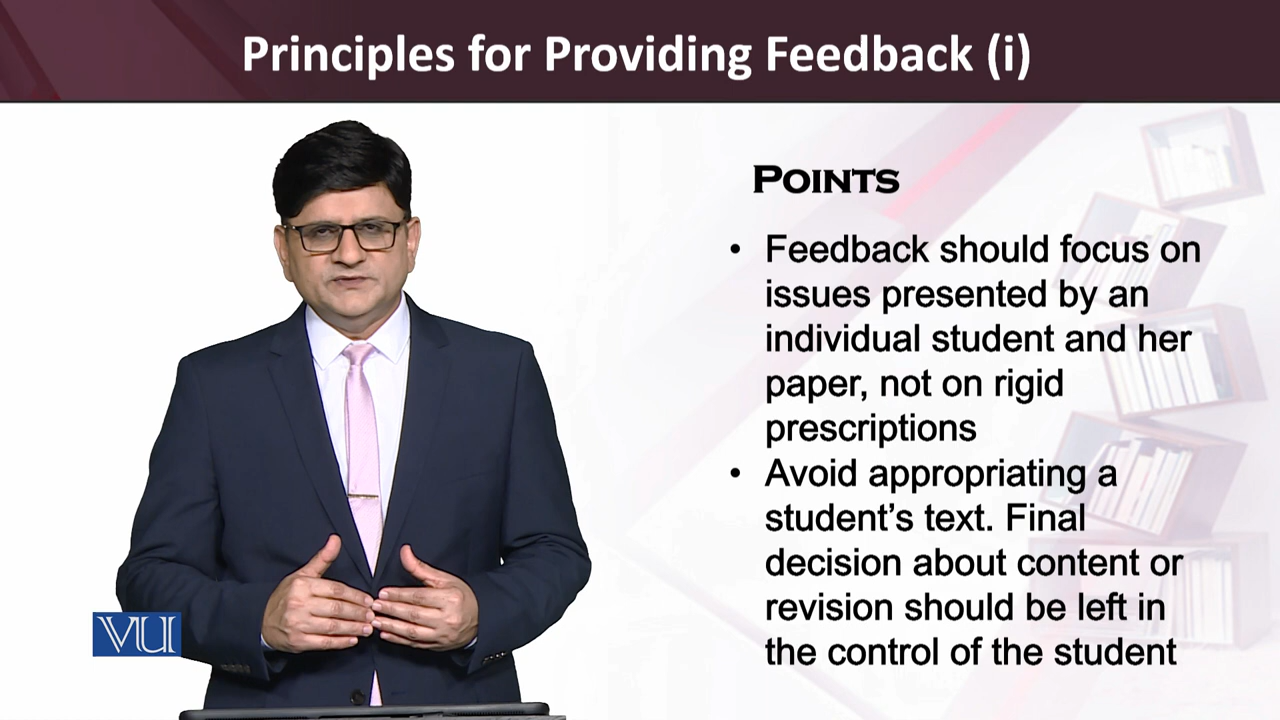 Principles for Providing Feedback (i)
POINTS
• Feedback should focus on
issues presented by an
individual student and her
paper, not on rigid
prescriptions
• Avoid appropriating a
student's text. Final
decision about content or
revision should be left in
the control of the student
VU